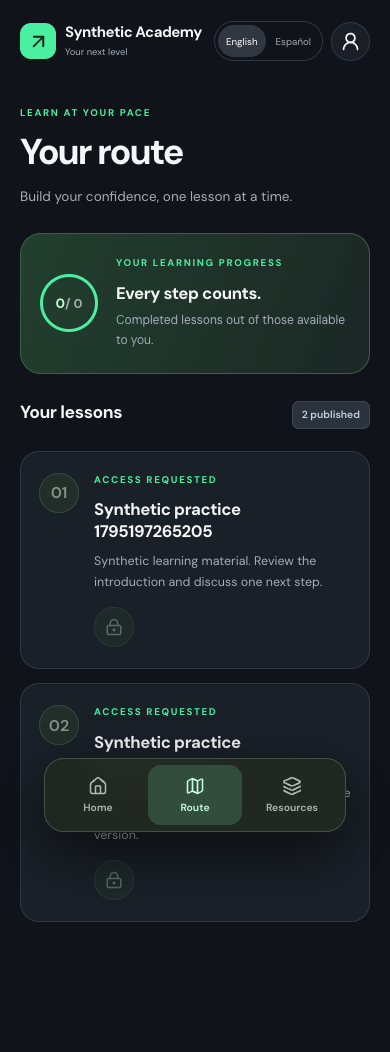 Synthetic Academy
Your next level
English
Español
LEARN AT YOUR PACE
Your route
Build your confidence, one lesson at a time.
YOUR LEARNING PROGRESS
0 / 0
Every step counts.
Completed lessons out of those available
to you.
Your lessons
2 published
01
ACCESS REQUESTED
Synthetic practice
1795197265205
Synthetic learning material. Review the
introduction and discuss one next step.
02
ACCESS REQUESTED
Synthetic practice
version.
Home
Route
Resources